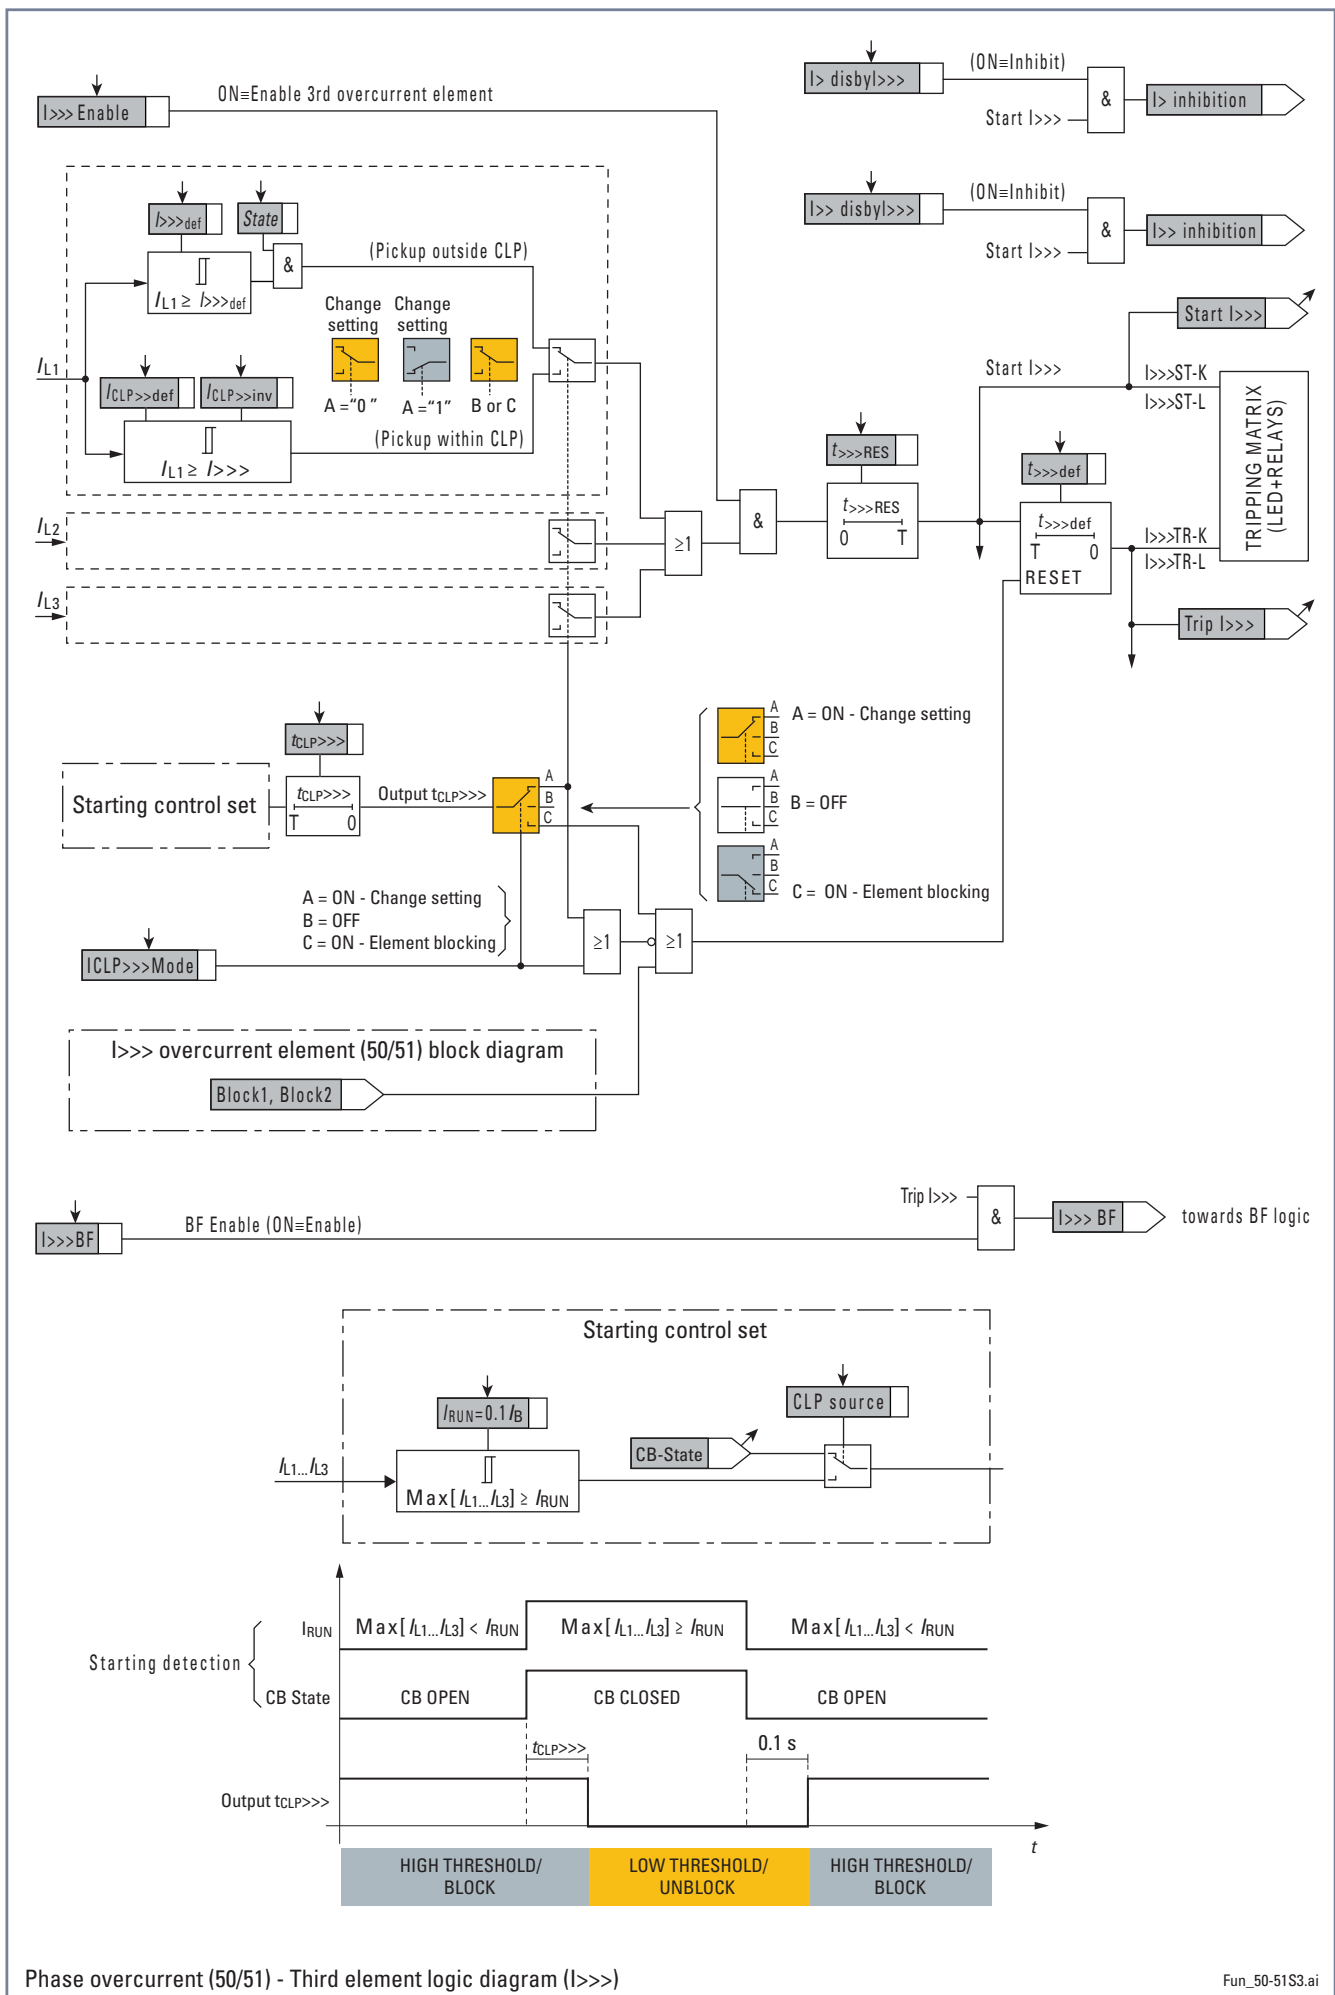 I> disbyI>>>
(ON≡Inhibit)
&
I> inhibition
Start I>>>
I>>> Enable
ON≡Enable 3rd overcurrent element
I>> disbyI>>>
(ON≡Inhibit)
&
I>> inhibition
Start I>>>
I>>>def
State
&
(Pickup outside CLP)
IL1 ≥ I>>>def
Change setting
Change setting
A ="0 "
A ="1"
B or C
IL1
ICLP>>def
ICLP>>inv
(Pickup within CLP)
IL1 ≥ I>>>
Start I>>>
Start I>>>
I>>>ST-K
I>>>ST-L
TRIPPING MATRIX
(LED+RELAYS)
t>>>RES
t>>>RES
0 T
t>>>def
t>>>def
T 0
RESET
I>>>TR-K
I>>>TR-L
Trip I>>>
IL2
≥1
&
IL3
tCLP>>>
Starting control set
tCLP>>>
T 0
Output tCLP>>>
A
B
C
A
B
C
A = ON - Change setting
A
B
C
B = OFF
A
B
C
C = ON - Element blocking
A = ON - Change setting
B = OFF
C = ON - Element blocking
ICLP>>>Mode
≥1
≥1
I>>> overcurrent element (50/51) block diagram
Block1, Block2
I>>>BF
BF Enable (ON≡Enable)
Trip I>>>
&
I>>> BF
towards BF logic
Starting control set
IRUN=0.1 IB
CLP source
CB-State
IL1...IL3
Max[IL1...IL3] ≥ IRUN
Starting detection
IRUN
Max[IL1...IL3] < IRUN
Max[IL1...IL3] ≥ IRUN
Max[IL1...IL3] < IRUN
CB State
CB OPEN
CB CLOSED
CB OPEN
tCLP>>>
0.1 s
Output tCLP>>>
t
HIGH THRESHOLD/
BLOCK
LOW THRESHOLD/
UNBLOCK
HIGH THRESHOLD/
BLOCK
Phase overcurrent (50/51) - Third element logic diagram (I>>>)
Fun_50-51S3.ai